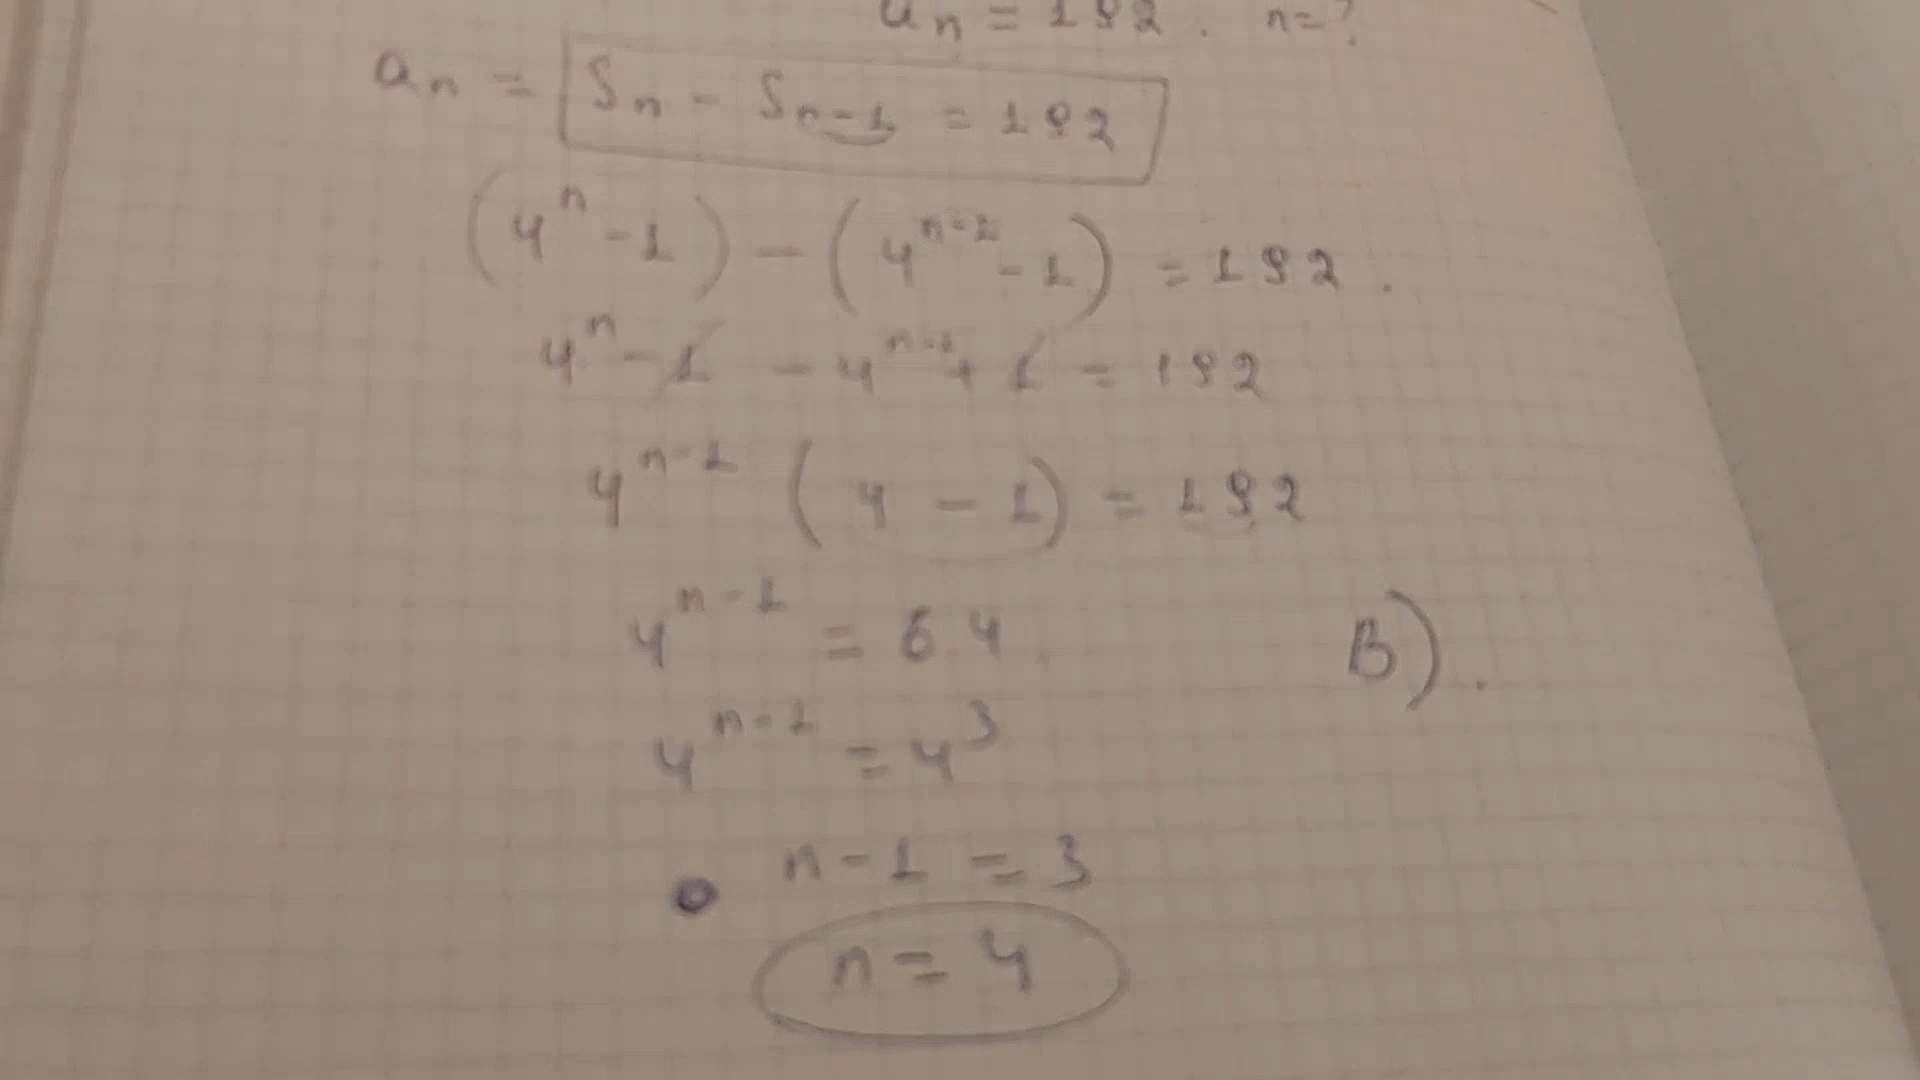 aₙ = 192. n=?
aₙ = Sₙ - Sₙ₋₁ = 192
(4ⁿ - 1) - (4ⁿ⁻¹ - 1) = 192.
4ⁿ - 1 - 4ⁿ⁻¹ + 1 = 192
4ⁿ⁻¹ (4 - 1) = 192
4ⁿ⁻¹ = 64.
B).
4ⁿ⁻¹ = 4³
n - 1 = 3
n = 4